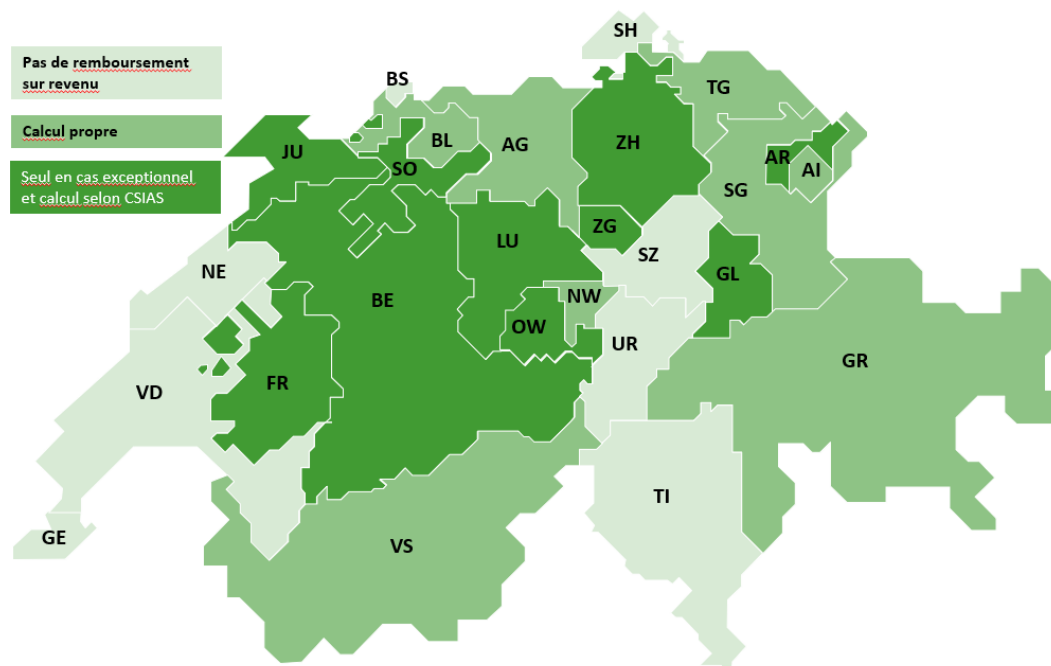 Pas de remboursement
sur revenu
Calcul propre
Seul en cas exceptionnel
et calcul selon CSIAS
SH
BS
TG
JU
BL
AG
ZH
SO
AR
AI
SG
ZG
LU
SZ
NE
GL
BE
NW
OW
UR
GR
VD
FR
TI
GE
VS